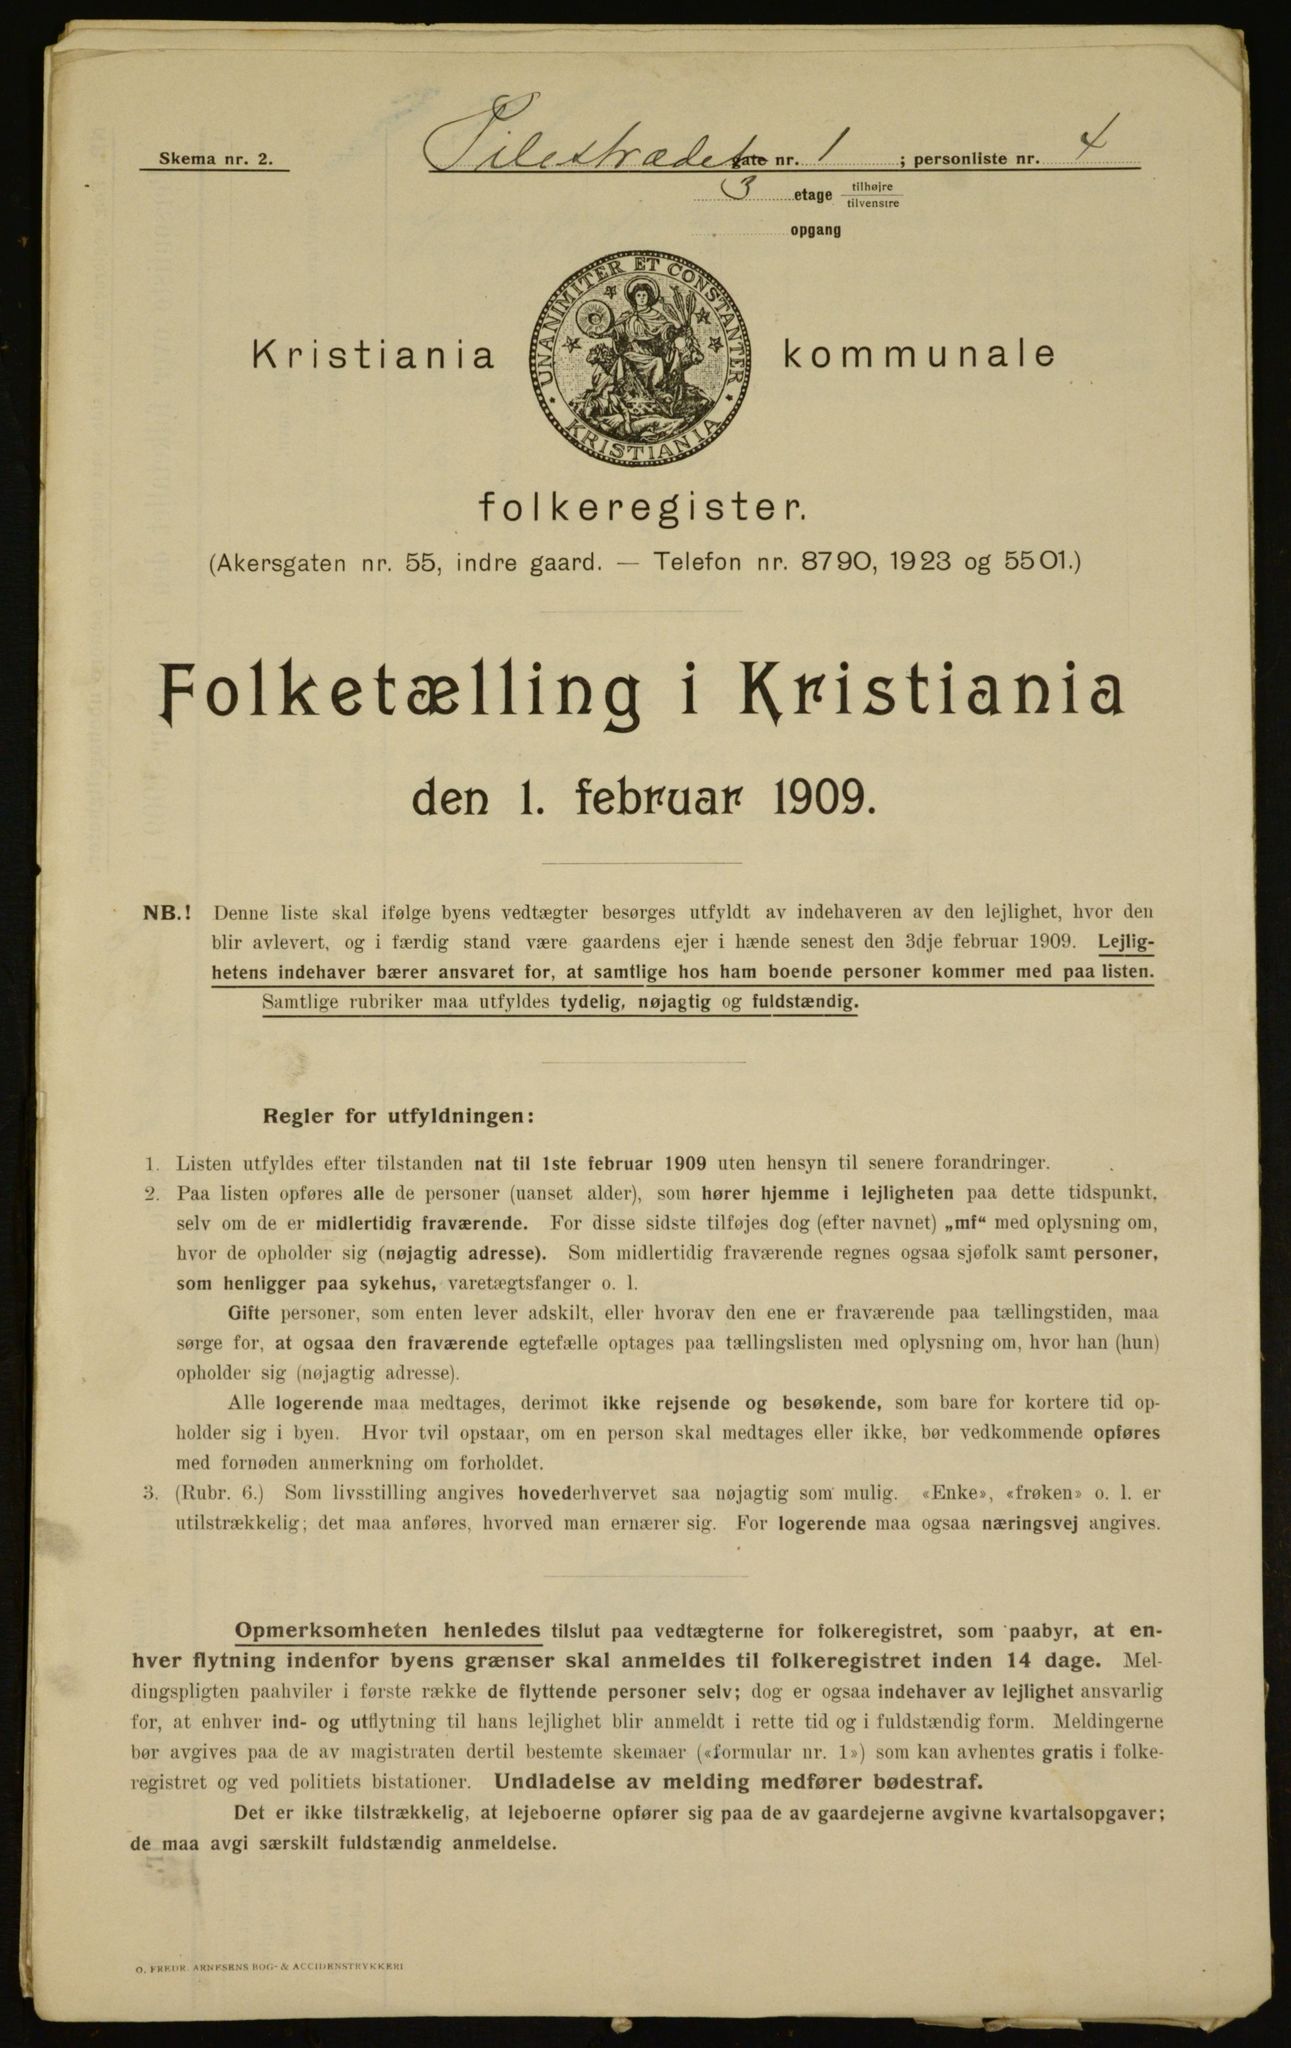 Skema nr. 2.
Pilestrædet gate nr. 1 ; personliste nr. 4
3 etage tilhøjre
tilvenstre
opgang
UNANIMITER ET CONSTANTER
KRISTIANIA
Kristiania kommunale
folkeregister.
(Akersgaten nr. 55, indre gaard. — Telefon nr. 8790, 1923 og 5501.)
Folketælling i Kristiania
den 1. februar 1909.
NB.! Denne liste skal ifølge byens vedtægter besørges utfyldt av indehaveren av den lejlighet, hvor den
blir avlevert, og i færdig stand være gaardens ejer i hænde senest den 3dje februar 1909. Lejlig-
hetens indehaver bærer ansvaret for, at samtlige hos ham boende personer kommer med paa listen.
Samtlige rubriker maa utfyldes tydelig, nøjagtig og fuldstændig.
Regler for utfyldningen:
1. Listen utfyldes efter tilstanden nat til 1ste februar 1909 uten hensyn til senere forandringer.
2. Paa listen opføres alle de personer (uanset alder), som hører hjemme i lejligheten paa dette tidspunkt,
selv om de er midlertidig fraværende. For disse sidste tilføjes dog (efter navnet) „mf“ med oplysning om,
hvor de opholder sig (nøjagtig adresse). Som midlertidig fraværende regnes ogsaa sjøfolk samt personer,
som henligger paa sykehus, varetægtsfanger o. l.
Gifte personer, som enten lever adskilt, eller hvorav den ene er fraværende paa tællingstiden, maa
sørge for, at ogsaa den fraværende egtefælle optages paa tællingslisten med oplysning om, hvor han (hun)
opholder sig (nøjagtig adresse).
Alle logerende maa medtages, derimot ikke rejsende og besøkende, som bare for kortere tid op-
holder sig i byen. Hvor tvil opstaar, om en person skal medtages eller ikke, bør vedkommende opføres
med fornøden anmerkning om forholdet.
3. (Rubr. 6.) Som livsstilling angives hovederhvervet saa nøjagtig som mulig. «Enke», «frøken» o. l. er
utilstrækkelig; det maa anføres, hvorved man ernærer sig. For logerende maa ogsaa næringsvej angives.
Opmerksomheten henledes tilslut paa vedtægterne for folkeregistret, som paabyr, at en-
hver flytning indenfor byens grænser skal anmeldes til folkeregistret inden 14 dage. Mel-
dingspligten paahviler i første række de flyttende personer selv; dog er ogsaa indehaver av lejlighet ansvarlig
for, at enhver ind- og utflytning til hans lejlighet blir anmeldt i rette tid og i fuldstændig form. Meldingerne
bør avgives paa de av magistraten dertil bestemte skemaer («formular nr. 1») som kan avhentes gratis i folke-
registret og ved politiets bistationer. Undladelse av melding medfører bødestraf.
Det er ikke tilstrækkelig, at lejeboerne opfører sig paa de av gaardejerne avgivne kvartalsopgaver;
de maa avgi særskilt fuldstændig anmeldelse.
O. FREDR. ARNESENS BOG- & ACCIDENSTRYKKERI